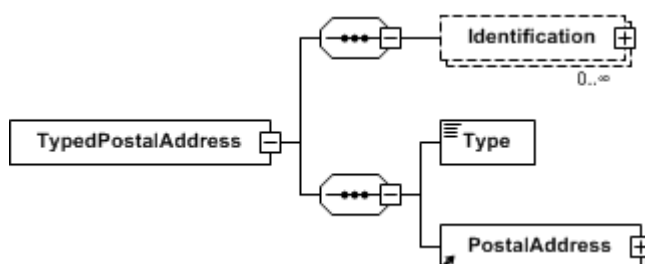 Identification
0..∞
TypedPostalAddress
Type
PostalAddress